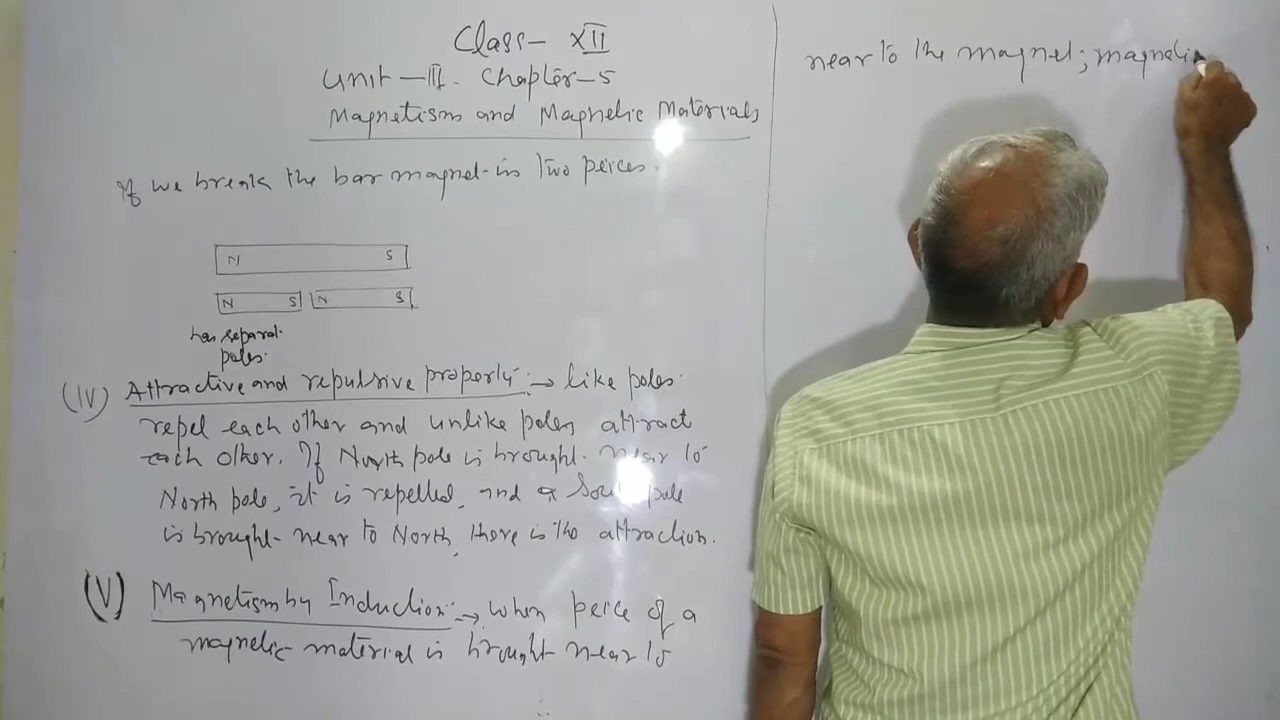 Class- XII
Unit -III. Chapter-5
Magnetism and Magnetic Materials
If we break the bar magnet in two peices.
N S
N S N S
has separat
poles.
(iv) Attractive and repulsive property:→ like poles
repel each other and unlike poles attract
each other. If North pole is brought near to
North pole, it is repelled, and a South pole
is brought near to North, there is the attraction.
(V) Magnetism by Induction:→ when peice of a
magnetic material is brought near to
near to the magnet; magneti